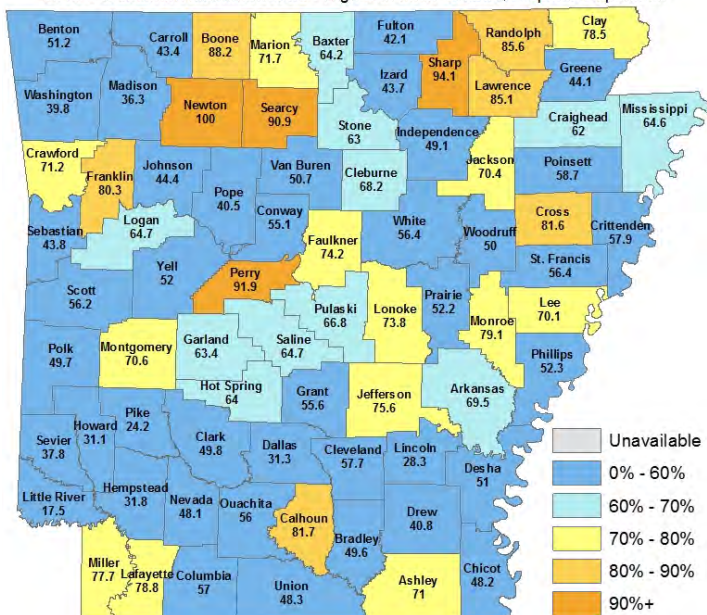 Benton
51.2
Carroll
43.4
Boone
88.2
Marion
71.7
Baxter
64.2
Fulton
42.1
Randolph
85.6
Clay
78.5
Sharp
94.1
Izard
43.7
Greene
44.1
Washington
39.8
Madison
36.3
Newton
100
Searcy
90.9
Lawrence
85.1
Stone
63
Independence
49.1
Craighead
62
Mississippi
64.6
Crawford
71.2
Franklin
80.3
Johnson
44.4
Van Buren
50.7
Cleburne
68.2
Jackson
70.4
Poinsett
58.7
Pope
40.5
Conway
55.1
Sebastian
43.8
Logan
64.7
White
56.4
Woodruff
50
Cross
81.6
Crittenden
57.9
Faulkner
74.2
St. Francis
56.4
Yell
52
Perry
91.9
Scott
56.2
Pulaski
66.8
Lonoke
73.8
Prairie
52.2
Monroe
79.1
Lee
70.1
Phillips
52.3
Polk
49.7
Montgomery
70.6
Garland
63.4
Saline
64.7
Hot Spring
64
Grant
55.6
Jefferson
75.6
Arkansas
69.5
Sevier
37.8
Howard
31.1
Pike
24.2
Clark
49.8
Dallas
31.3
Cleveland
57.7
Lincoln
28.3
Desha
51
Little River
17.5
Hempstead
31.8
Nevada
48.1
Ouachita
56
Calhoun
81.7
Bradley
49.6
Drew
40.8
Chicot
48.2
Miller
77.7
Lafayette
78.8
Columbia
57
Union
48.3
Ashley
71
Unavailable
0% - 60%
60% - 70%
70% - 80%
80% - 90%
90%+